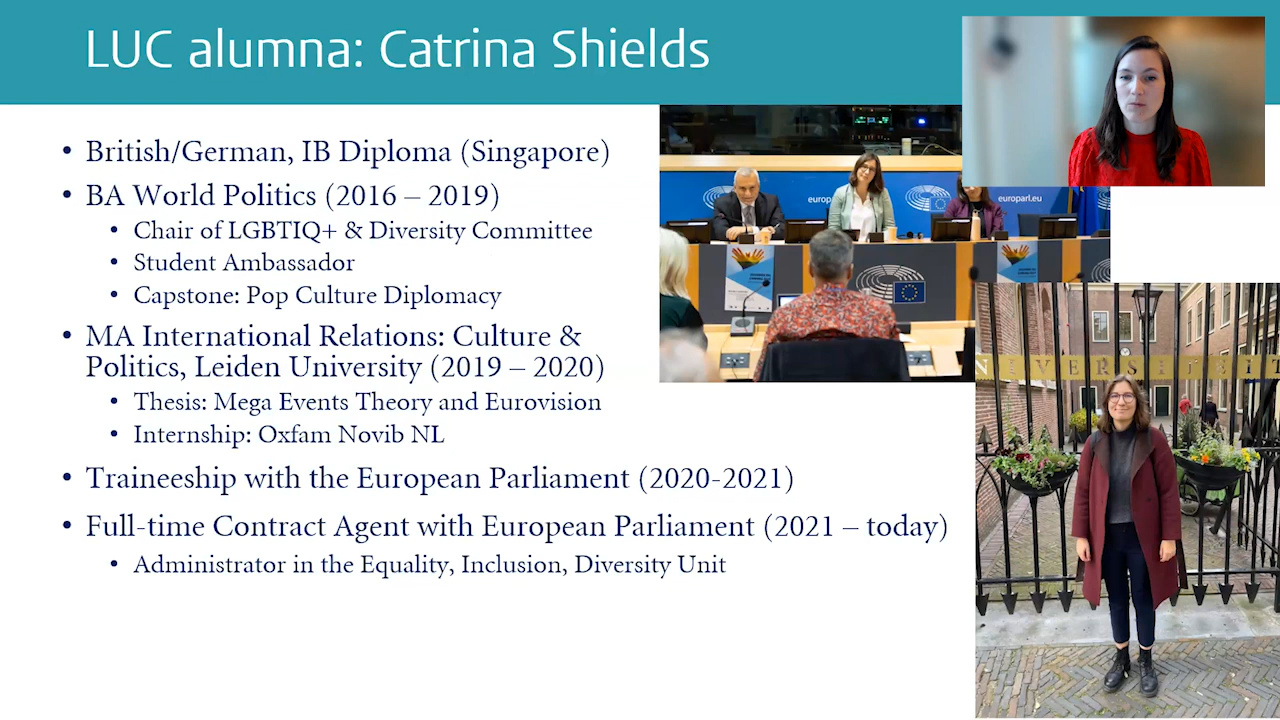 LUC alumna: Catrina Shields
• British/German, IB Diploma (Singapore)
• BA World Politics (2016 – 2019)
• Chair of LGBTIQ+ & Diversity Committee
• Student Ambassador
• Capstone: Pop Culture Diplomacy
• MA International Relations: Culture &
Politics, Leiden University (2019 – 2020)
• Thesis: Mega Events Theory and Eurovision
• Internship: Oxfam Novib NL
• Traineeship with the European Parliament (2020-2021)
• Full-time Contract Agent with European Parliament (2021 – today)
• Administrator in the Equality, Inclusion, Diversity Unit
europarl.eu
NIVERSITEIT